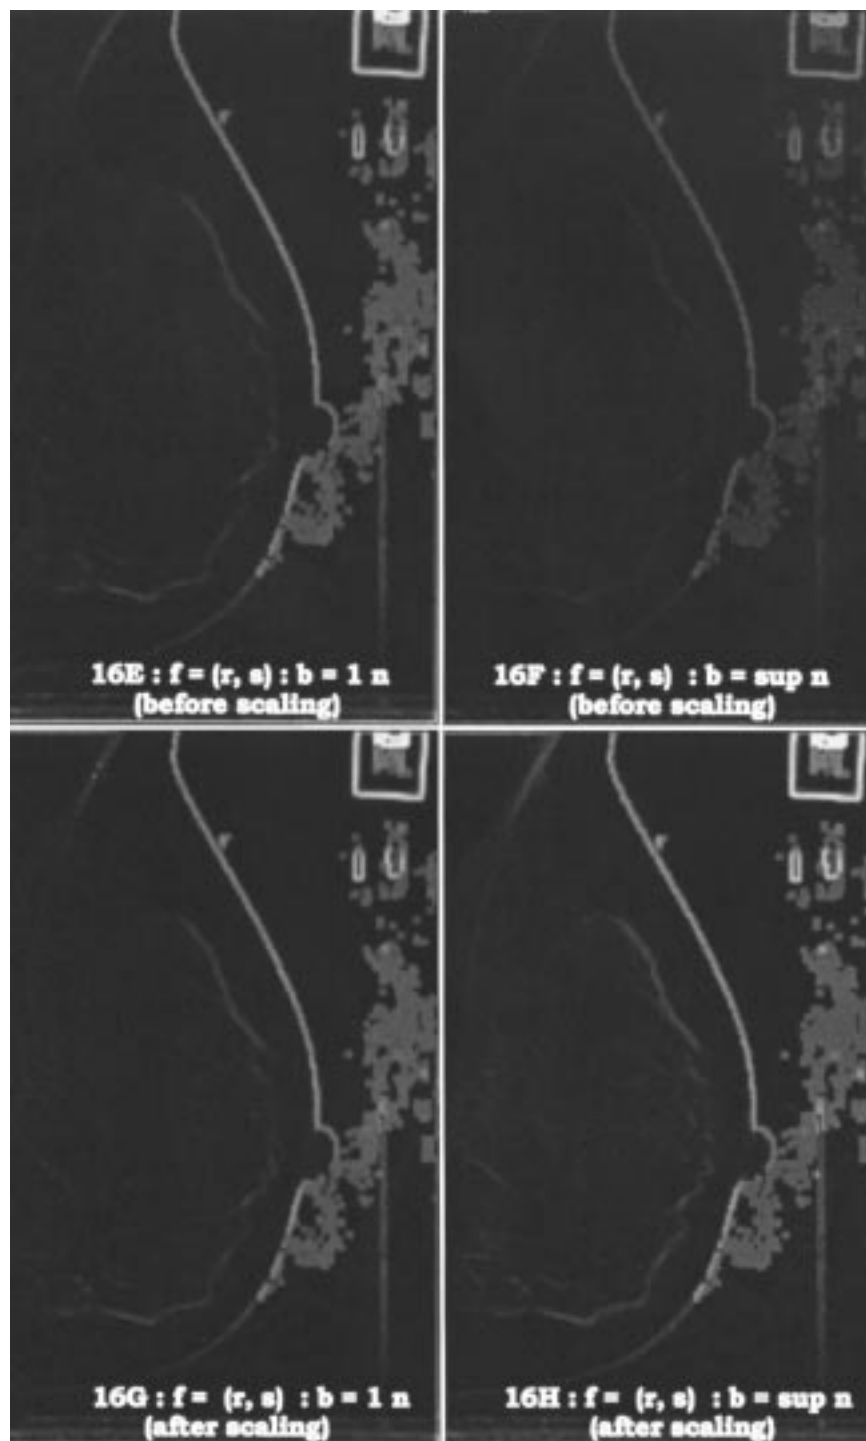 16E : f = (r, s) : b = 1 n
(before scaling)
16F : f = (r, s) : b = sup n
(before scaling)
16G : f = (r, s) : b = 1 n
(after scaling)
16H : f = (r, s) : b = sup n
(after scaling)